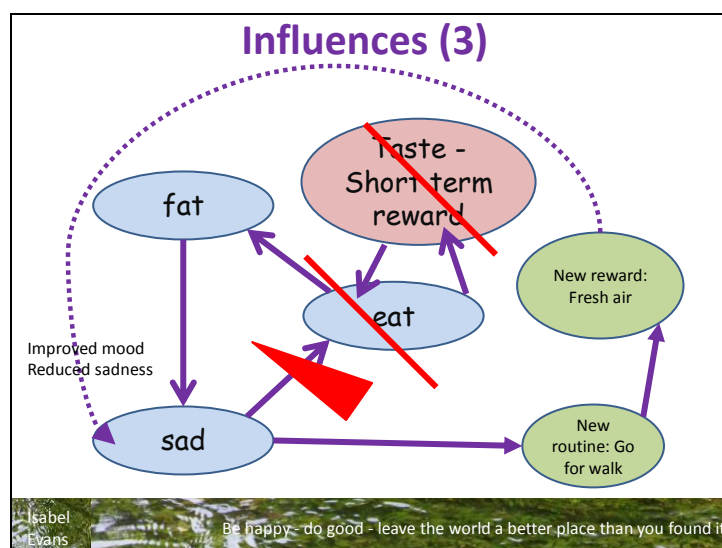 Influences (3)
Taste -
Short term
reward
fat
New reward:
Fresh air
eat
Improved mood
Reduced sadness
sad
New
routine: Go
for walk
Isabel
Evans
Be happy - do good - leave the world a better place than you found it